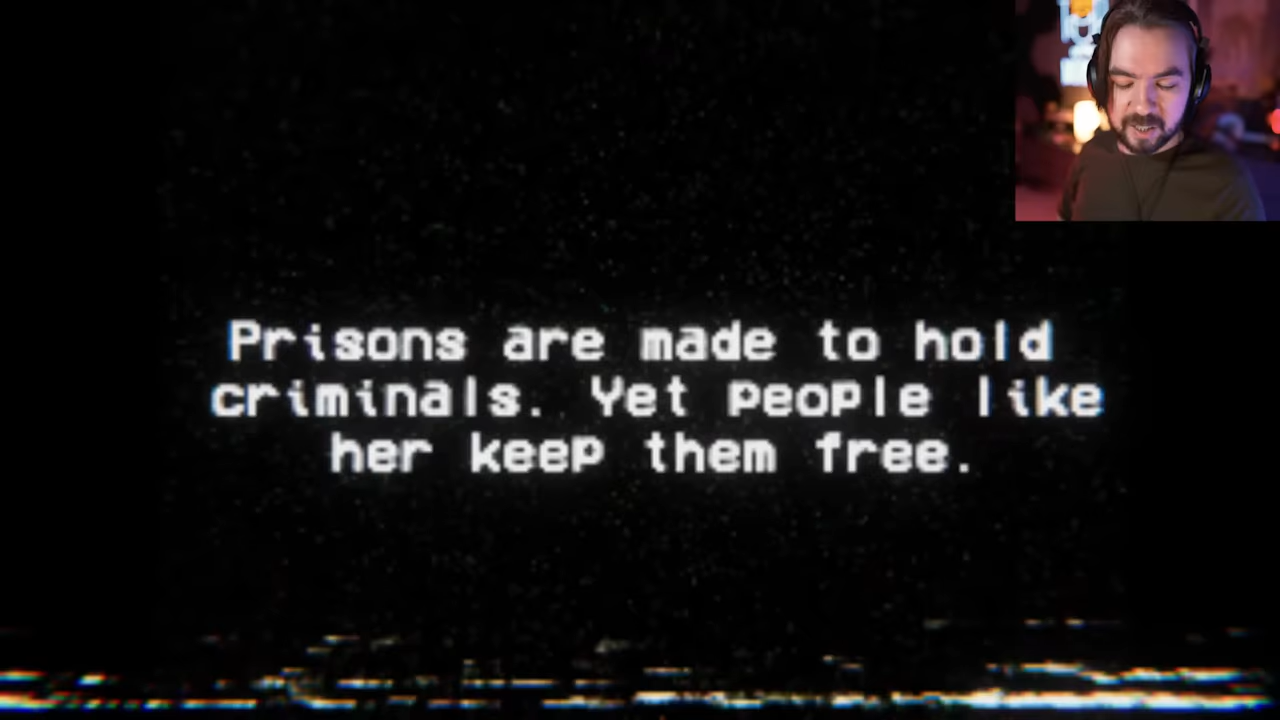 Prisons are made to hold
criminals. Yet people like
her keep them free.